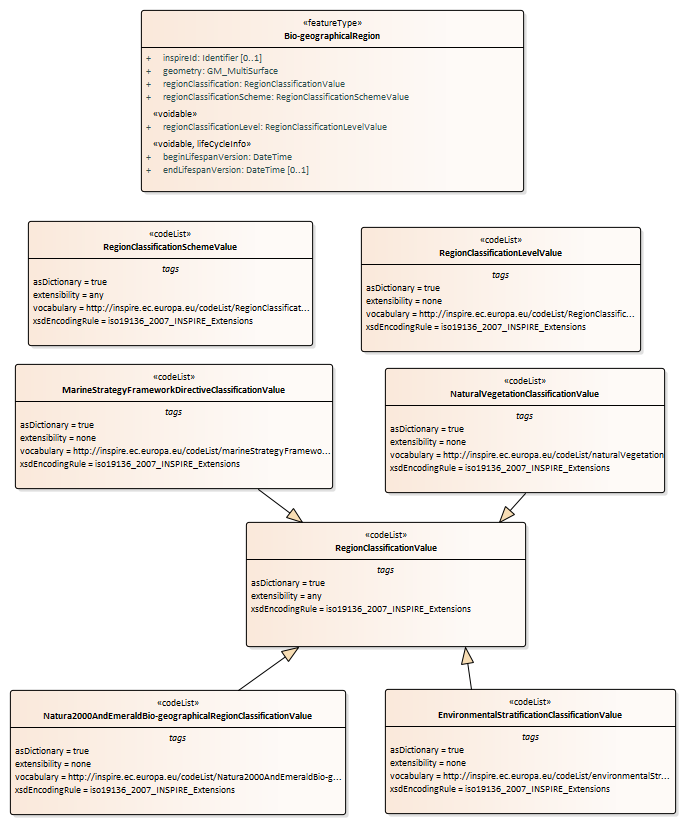 «featureType»
Bio-geographicalRegion
+ inspireId: Identifier [0..1]
+ geometry: GM_MultiSurface
+ regionClassification: RegionClassificationValue
+ regionClassificationScheme: RegionClassificationSchemeValue
«voidable»
+ regionClassificationLevel: RegionClassificationLevelValue
«voidable, lifeCycleInfo»
+ beginLifespanVersion: DateTime
+ endLifespanVersion: DateTime [0..1]
«codeList»
RegionClassificationSchemeValue
tags
asDictionary = true
extensibility = any
vocabulary = http://inspire.ec.europa.eu/codeList/RegionClassificat...
xsdEncodingRule = iso19136_2007_INSPIRE_Extensions
«codeList»
RegionClassificationLevelValue
tags
asDictionary = true
extensibility = none
vocabulary = http://inspire.ec.europa.eu/codeList/RegionClassific...
xsdEncodingRule = iso19136_2007_INSPIRE_Extensions
«codeList»
MarineStrategyFrameworkDirectiveClassificationValue
tags
asDictionary = true
extensibility = none
vocabulary = http://inspire.ec.europa.eu/codeList/marineStrategyFramewo...
xsdEncodingRule = iso19136_2007_INSPIRE_Extensions
«codeList»
NaturalVegetationClassificationValue
tags
asDictionary = true
extensibility = none
vocabulary = http://inspire.ec.europa.eu/codeList/naturalVegetation
xsdEncodingRule = iso19136_2007_INSPIRE_Extensions
«codeList»
RegionClassificationValue
tags
asDictionary = true
extensibility = any
xsdEncodingRule = iso19136_2007_INSPIRE_Extensions
«codeList»
Natura2000AndEmeraldBio-geographicalRegionClassificationValue
tags
asDictionary = true
extensibility = none
vocabulary = http://inspire.ec.europa.eu/codeList/Natura2000AndEmeraldBio-g...
xsdEncodingRule = iso19136_2007_INSPIRE_Extensions
«codeList»
EnvironmentalStratificationClassificationValue
tags
asDictionary = true
extensibility = none
vocabulary = http://inspire.ec.europa.eu/codeList/environmentalStr...
xsdEncodingRule = iso19136_2007_INSPIRE_Extensions